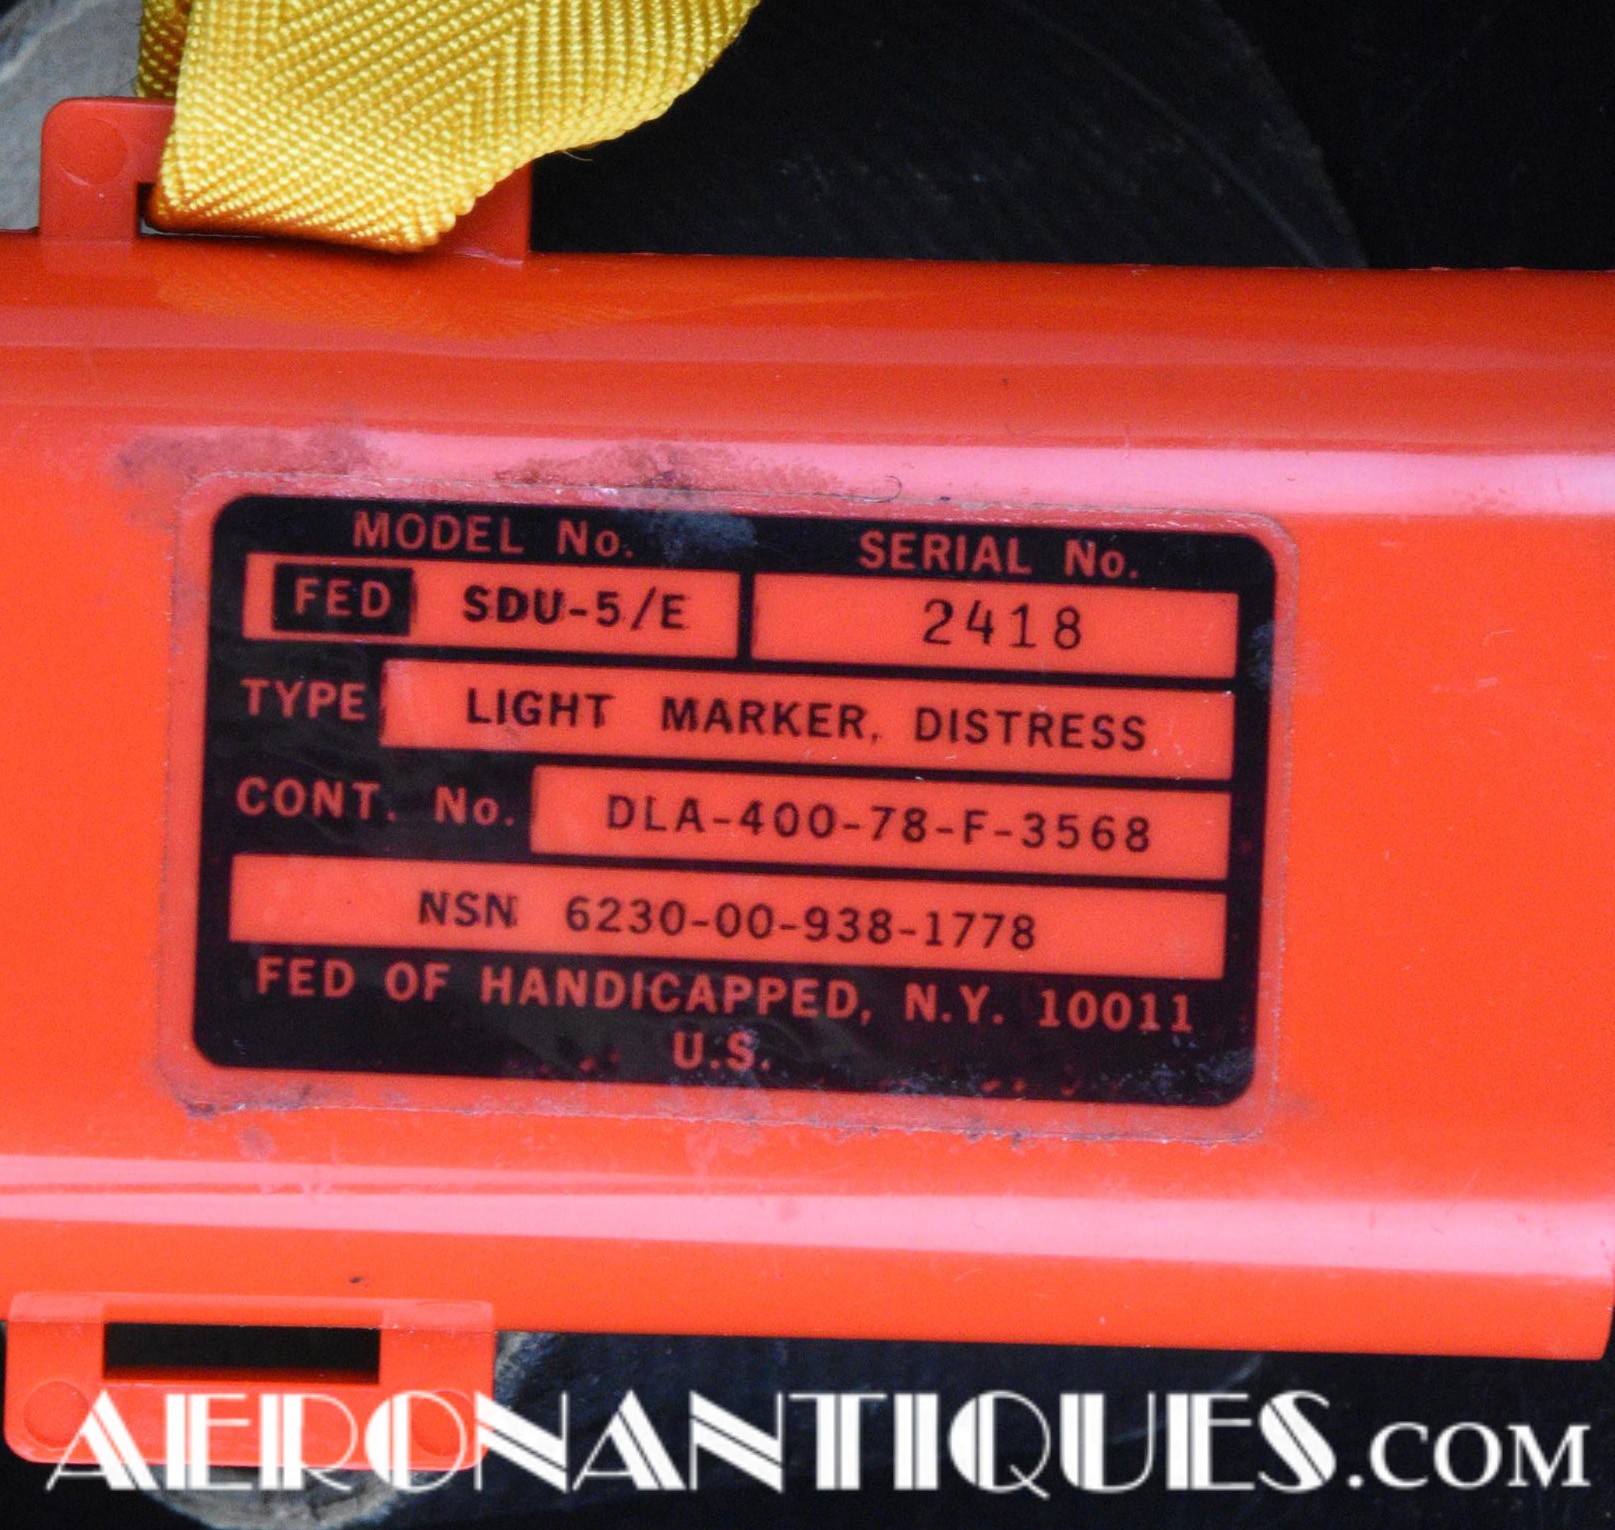 MODEL No. SERIAL No.
FED SDU-5/E 2418
TYPE LIGHT MARKER, DISTRESS
CONT. No. DLA-400-78-F-3568
NSN 6230-00-938-1778
FED OF HANDICAPPED, N.Y. 10011
U.S.
AERONANTIQUES.COM